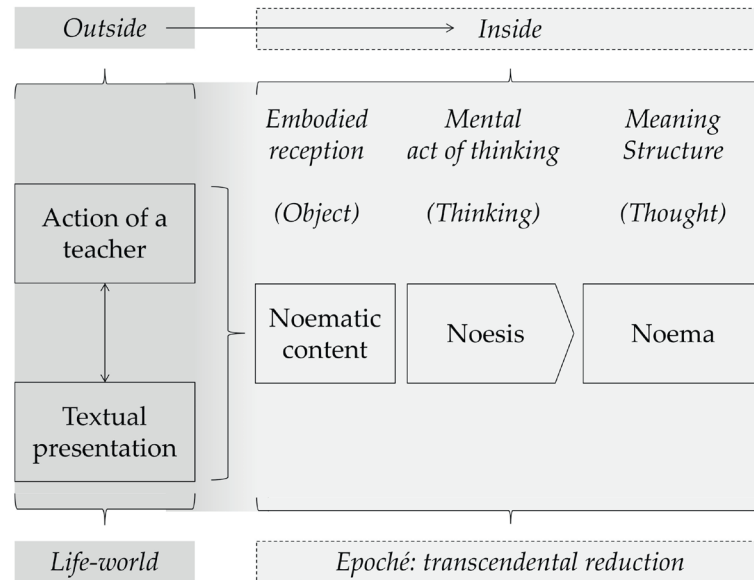 Outside
Inside
Embodied
reception
(Object)
Mental
act of thinking
(Thinking)
Meaning
Structure
(Thought)
Action of a
teacher
Textual
presentation
Noematic
content
Noesis
Noema
Life-world
Epoché: transcendental reduction